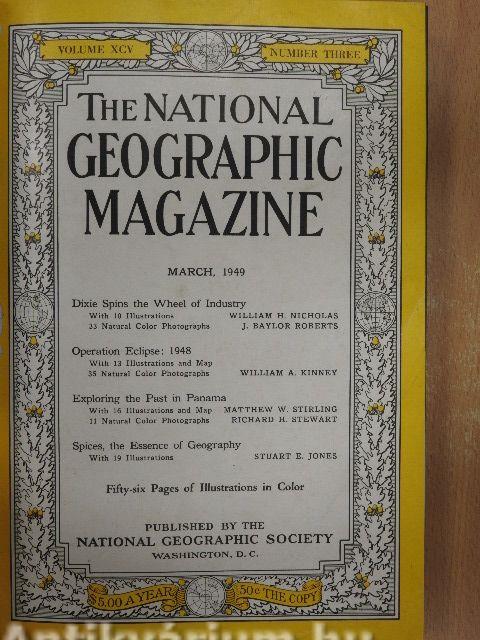 VOLUME XCV
NUMBER THREE
THE NATIONAL
GEOGRAPHIC
MAGAZINE
MARCH, 1949
Dixie Spins the Wheel of Industry
With 10 Illustrations WILLIAM H. NICHOLAS
33 Natural Color Photographs J. BAYLOR ROBERTS
Operation Eclipse: 1948
With 13 Illustrations and Map
35 Natural Color Photographs WILLIAM A. KINNEY
Exploring the Past in Panama
With 16 Illustrations and Map MATTHEW W. STIRLING
11 Natural Color Photographs RICHARD H. STEWART
Spices, the Essence of Geography
With 19 Illustrations STUART E. JONES
Fifty-six Pages of Illustrations in Color
PUBLISHED BY THE
NATIONAL GEOGRAPHIC SOCIETY
WASHINGTON, D. C.
$5.00 A YEAR
50¢ THE COPY